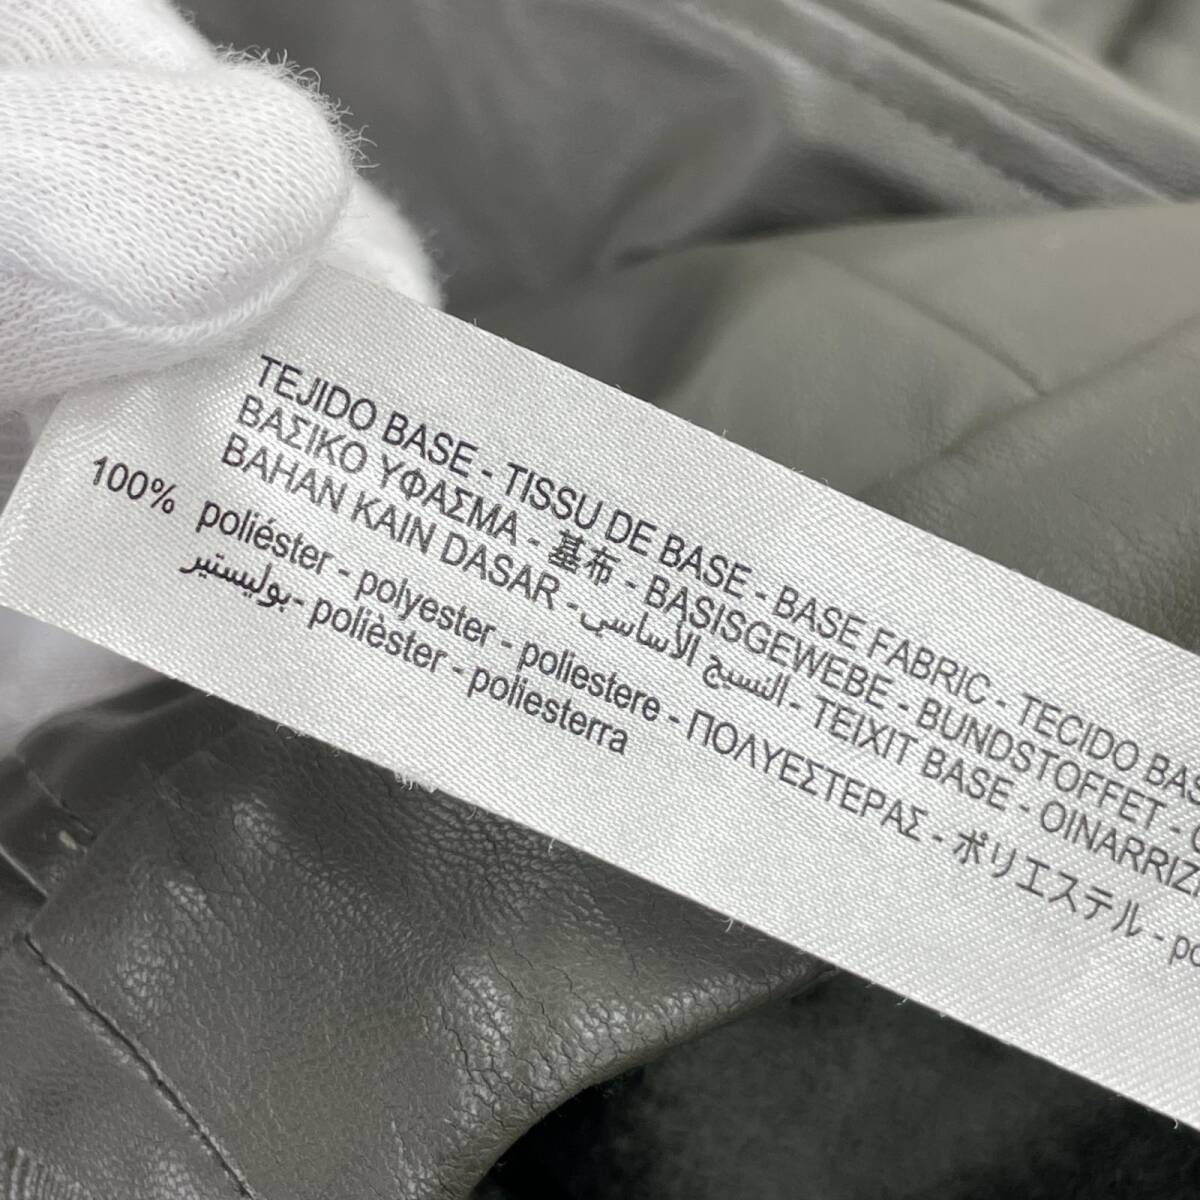 TEJIDO BASE - TISSU DE BASE - BASE FABRIC - TECIDO BAS
ΒΑΣΙΚΟ ΥΦΑΣΜΑ - 基布 - BASISGEWEBE - BUNDSTOFFET -
BAHAN KAIN DASAR - النسيج الأساسي - TEIXIT BASE - OINARRIZ
100% poliéster - polyester - poliestere - ΠΟΛΥΕΣΤΕΡΑΣ - ポリエステル - po
بوليستير - polièster - poliesterra